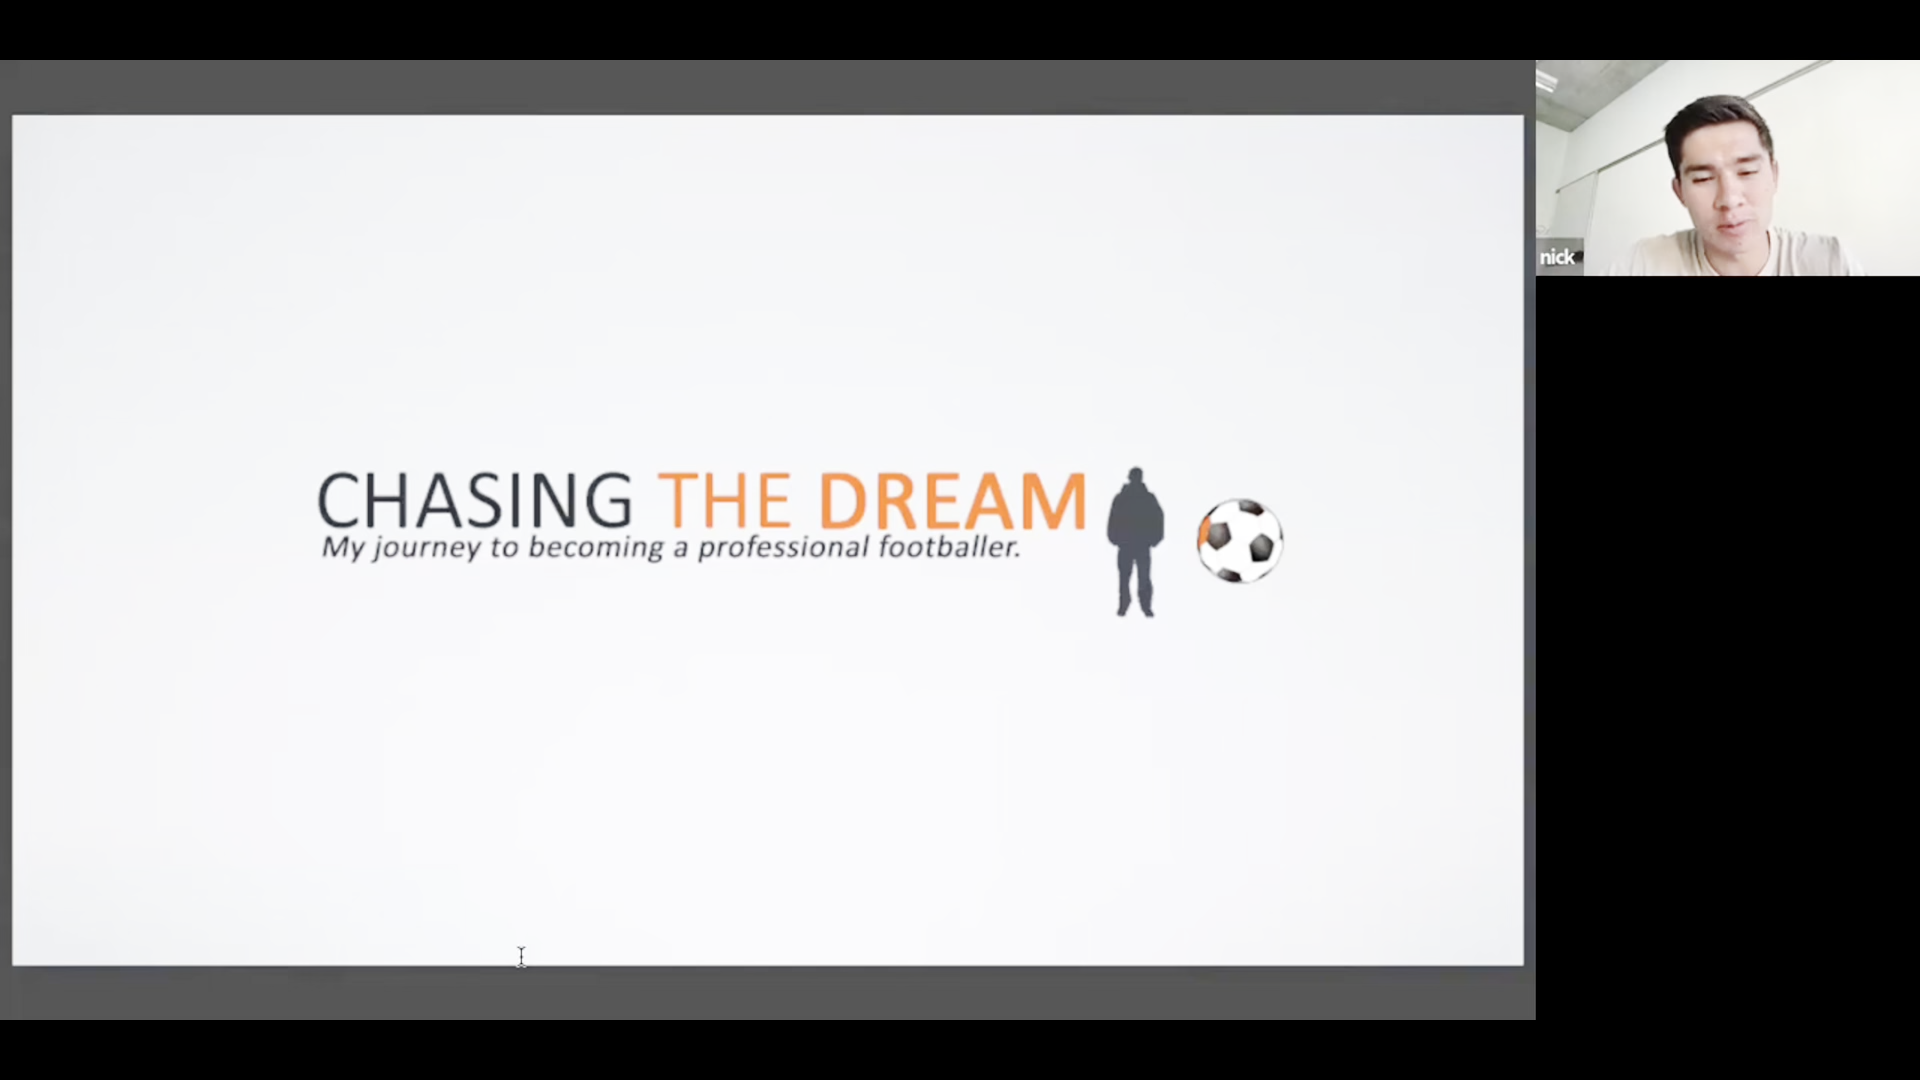 CHASING THE DREAM
My journey to becoming a professional footballer.
nick